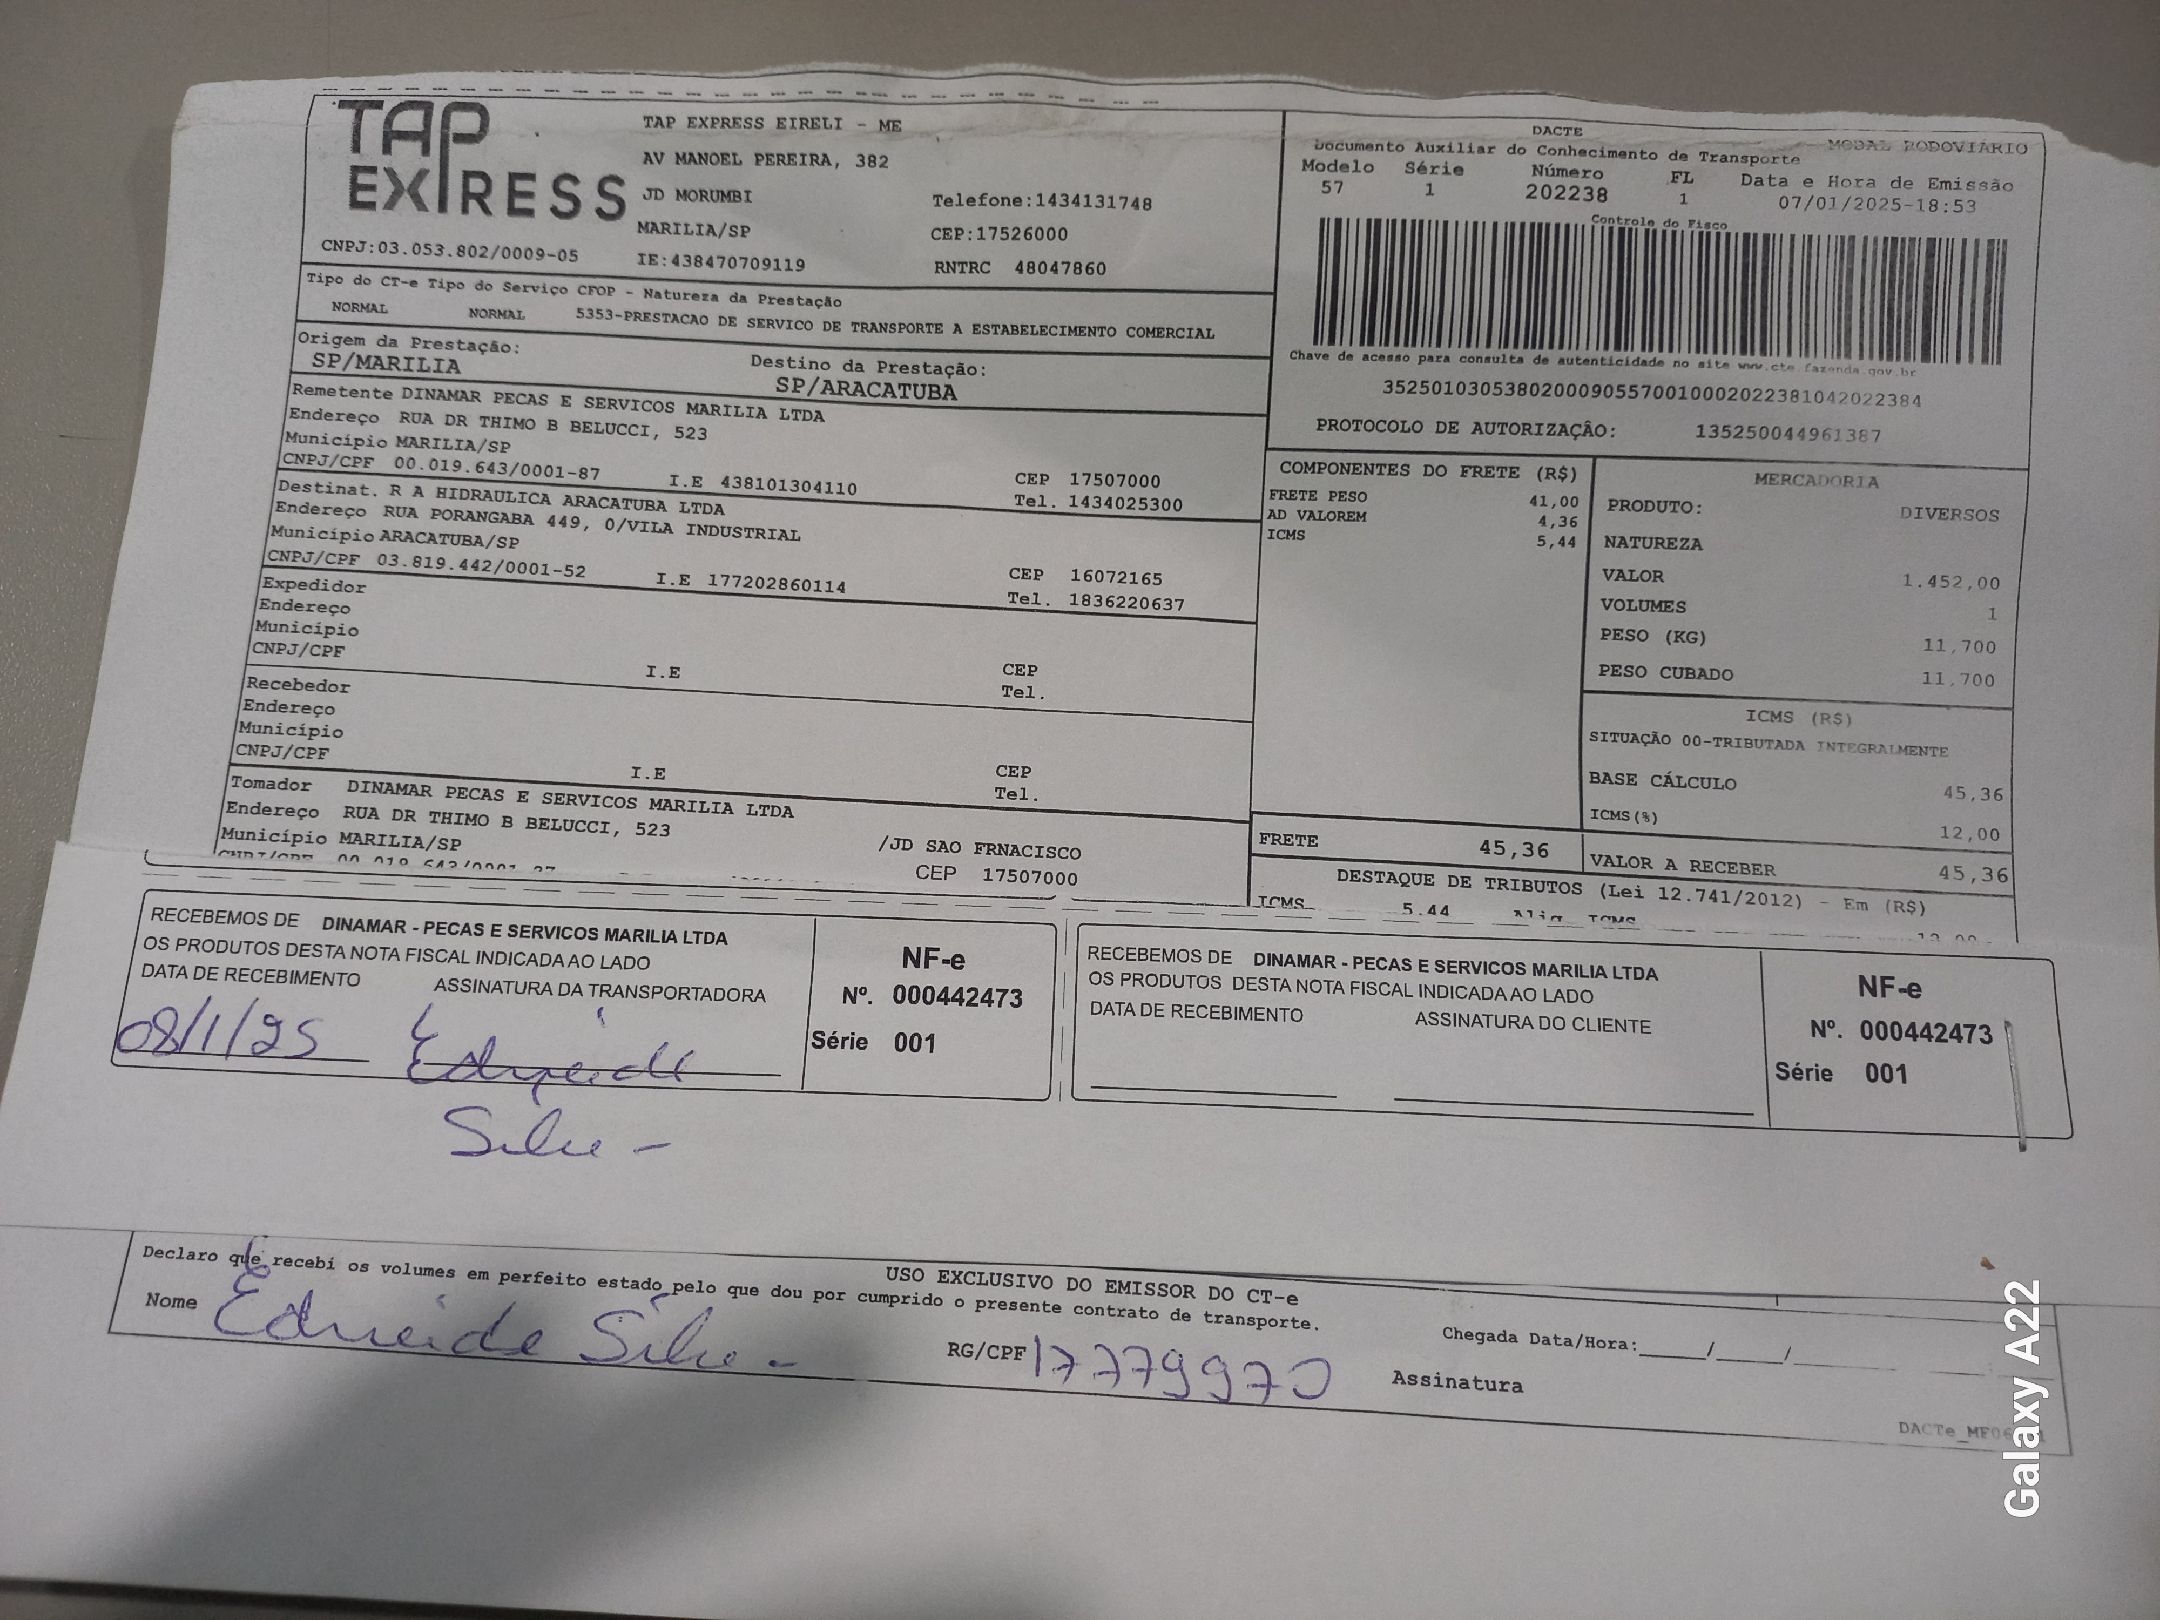 TAP
EXPRESS
CNPJ:03.053.802/0009-05
TAP EXPRESS EIRELI - ME
AV MANOEL PEREIRA, 382
JD MORUMBI
Telefone:1434131748
MARILIA/SP
CEP:17526000
IE:438470709119
RNTRC 48047860
DACTE
Documento Auxiliar do Conhecimento de Transporte
MODAL RODOVIÁRIO
Modelo Série Número FL Data e Hora de Emissão
57 1 202238 1 07/01/2025-18:53
Controle do Fisco
Chave de acesso para consulta de autenticidade no site www.cte.fazenda.gov.br
35250103053802000905570010002022381042022384
PROTOCOLO DE AUTORIZAÇÂO: 135250044961387
Tipo do CT-e Tipo do Serviço CFOP - Natureza da Prestação
NORMAL NORMAL 5353-PRESTACAO DE SERVICO DE TRANSPORTE A ESTABELECIMENTO COMERCIAL
Origem da Prestação:
SP/MARILIA
Destino da Prestação:
SP/ARACATUBA
Remetente DINAMAR PECAS E SERVICOS MARILIA LTDA
Endereço RUA DR THIMO B BELUCCI, 523
Município MARILIA/SP
CEP 17507000
CNPJ/CPF 00.019.643/0001-87 I.E 438101304110 Tel. 1434025300
Destinat. R A HIDRAULICA ARACATUBA LTDA
Endereço RUA PORANGABA 449, 0/VILA INDUSTRIAL
Município ARACATUBA/SP
CEP 16072165
CNPJ/CPF 03.819.442/0001-52 I.E 177202860114 Tel. 1836220637
Expedidor
Endereço
Município
CEP
CNPJ/CPF I.E Tel.
Recebedor
Endereço
Município
CEP
CNPJ/CPF I.E Tel.
Tomador DINAMAR PECAS E SERVICOS MARILIA LTDA
Endereço RUA DR THIMO B BELUCCI, 523 /JD SAO FRNACISCO
Município MARILIA/SP CEP 17507000
COMPONENTES DO FRETE (R$)
FRETE PESO 41,00
AD VALOREM 4,36
ICMS 5,44
MERCADORIA
PRODUTO: DIVERSOS
NATUREZA
VALOR 1.452,00
VOLUMES 1
PESO (KG) 11,700
PESO CUBADO 11,700
ICMS (R$)
SITUAÇÃO 00-TRIBUTADA INTEGRALMENTE
BASE CÁLCULO 45,36
ICMS(%) 12,00
FRETE 45,36
VALOR A RECEBER 45,36
DESTAQUE DE TRIBUTOS (Lei 12.741/2012) - Em (R$)
ICMS 5,44
RECEBEMOS DE DINAMAR - PECAS E SERVICOS MARILIA LTDA
OS PRODUTOS DESTA NOTA FISCAL INDICADA AO LADO
DATA DE RECEBIMENTO ASSINATURA DA TRANSPORTADORA
08/1/25
NF-e
Nº. 000442473
Série 001
RECEBEMOS DE DINAMAR - PECAS E SERVICOS MARILIA LTDA
OS PRODUTOS DESTA NOTA FISCAL INDICADA AO LADO
DATA DE RECEBIMENTO ASSINATURA DO CLIENTE
NF-e
Nº. 000442473
Série 001
USO EXCLUSIVO DO EMISSOR DO CT-e
Declaro que recebi os volumes em perfeito estado pelo que dou por cumprido o presente contrato de transporte.
Nome
RG/CPF 17779970
Chegada Data/Hora:_____/_____/
Assinatura
Galaxy A22